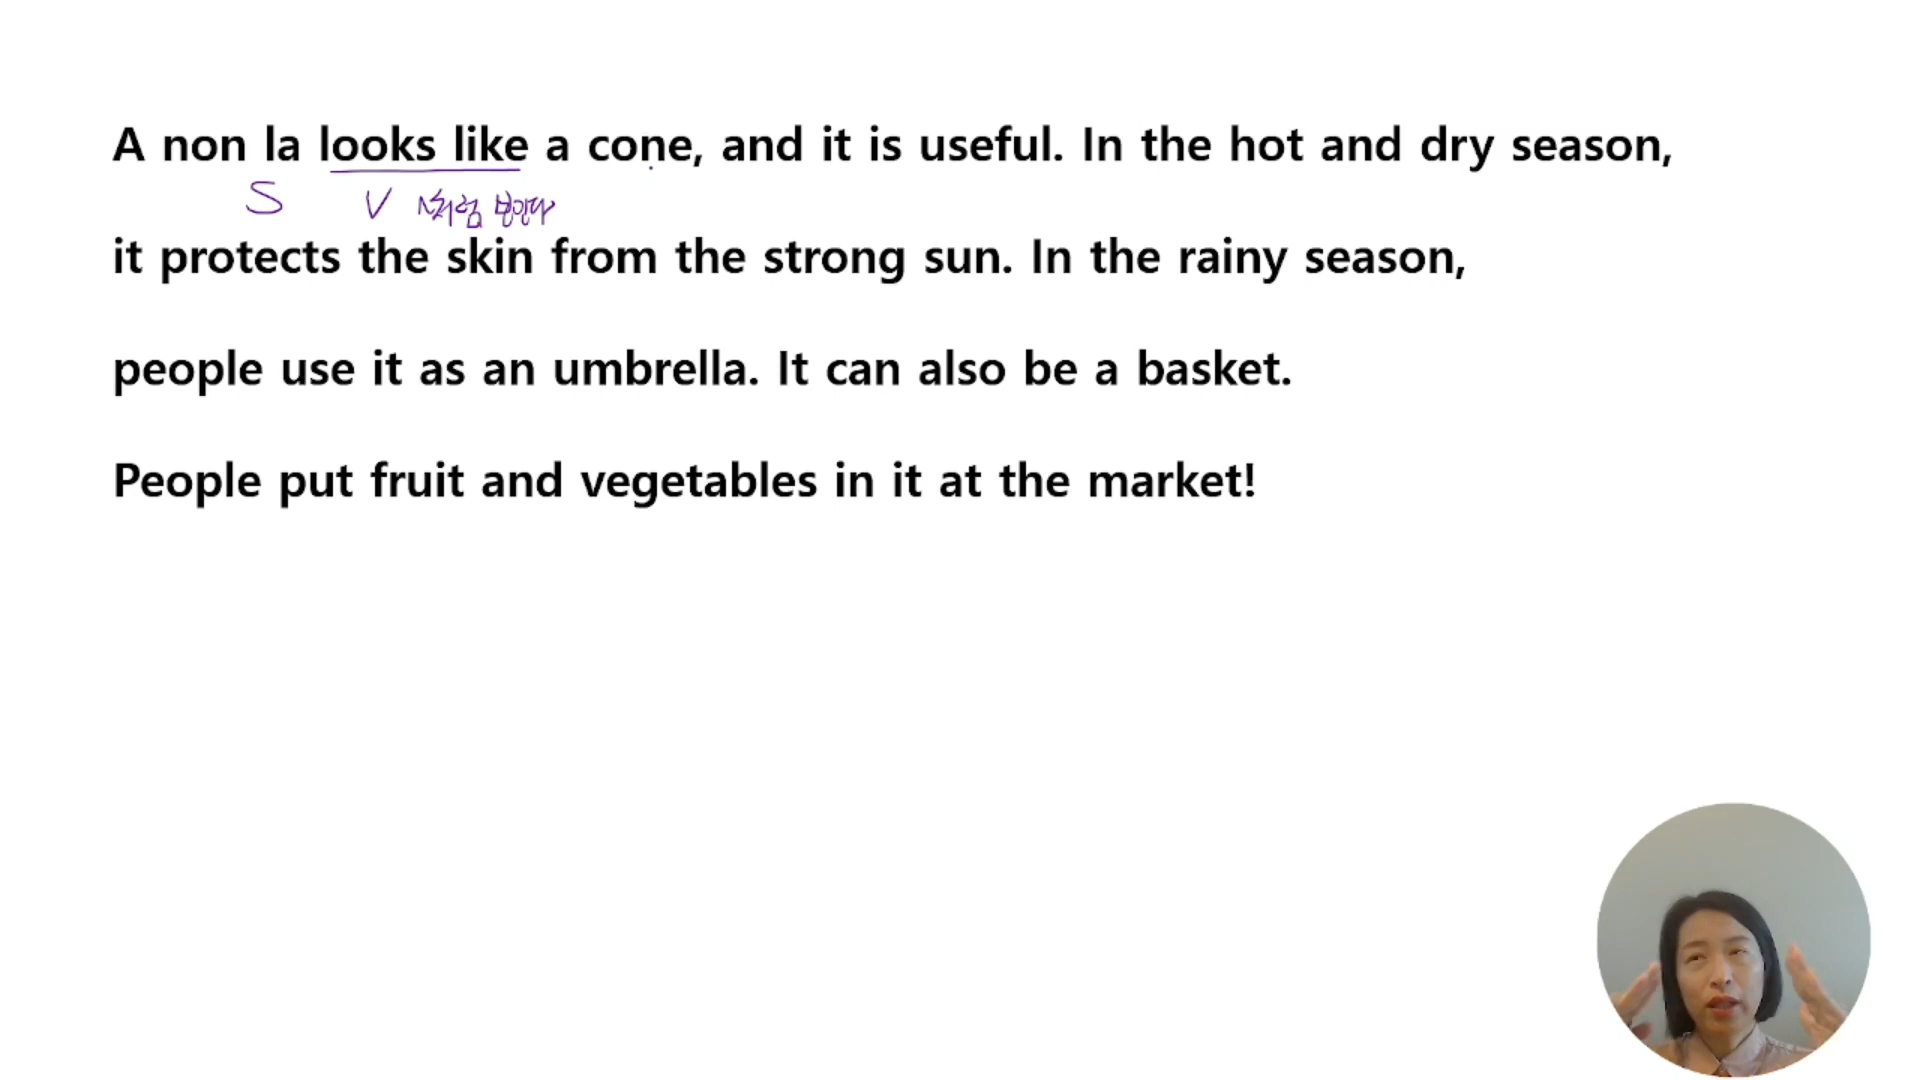 A non la looks like a cone, and it is useful. In the hot and dry season,
S V ~처럼 보인다
it protects the skin from the strong sun. In the rainy season,
people use it as an umbrella. It can also be a basket.
People put fruit and vegetables in it at the market!